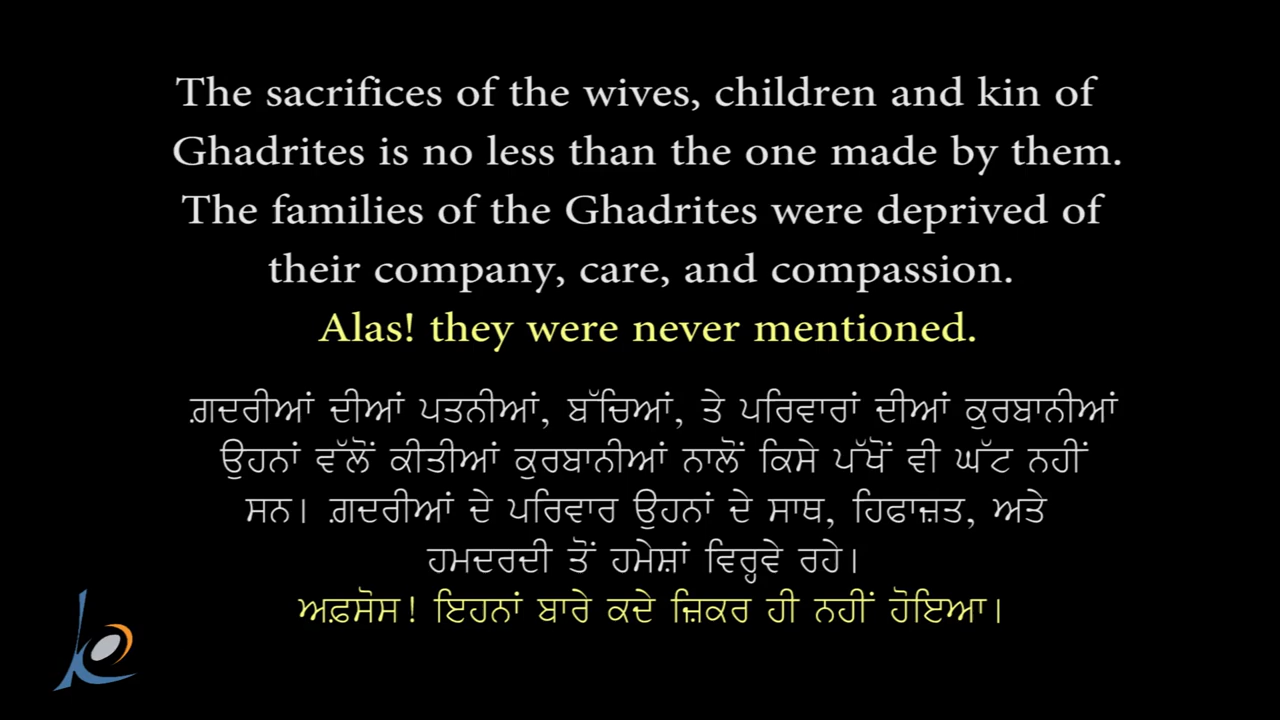 The sacrifices of the wives, children and kin of
Ghadrites is no less than the one made by them.
The families of the Ghadrites were deprived of
their company, care, and compassion.
Alas! they were never mentioned.
ਗ਼ਦਰੀਆਂ ਦੀਆਂ ਪਤਨੀਆਂ, ਬੱਚਿਆਂ, ਤੇ ਪਰਿਵਾਰਾਂ ਦੀਆਂ ਕੁਰਬਾਨੀਆਂ
ਉਹਨਾਂ ਵੱਲੋਂ ਕੀਤੀਆਂ ਕੁਰਬਾਨੀਆਂ ਨਾਲੋਂ ਕਿਸੇ ਪੱਖੋਂ ਵੀ ਘੱਟ ਨਹੀਂ
ਸਨ। ਗ਼ਦਰੀਆਂ ਦੇ ਪਰਿਵਾਰ ਉਹਨਾਂ ਦੇ ਸਾਥ, ਹਿਫਾਜ਼ਤ, ਅਤੇ
ਹਮਦਰਦੀ ਤੋਂ ਹਮੇਸ਼ਾਂ ਵਿਰ੍ਹਵੇ ਰਹੇ।
ਅਫ਼ਸੋਸ! ਇਹਨਾਂ ਬਾਰੇ ਕਦੇ ਜ਼ਿਕਰ ਹੀ ਨਹੀਂ ਹੋਇਆ।